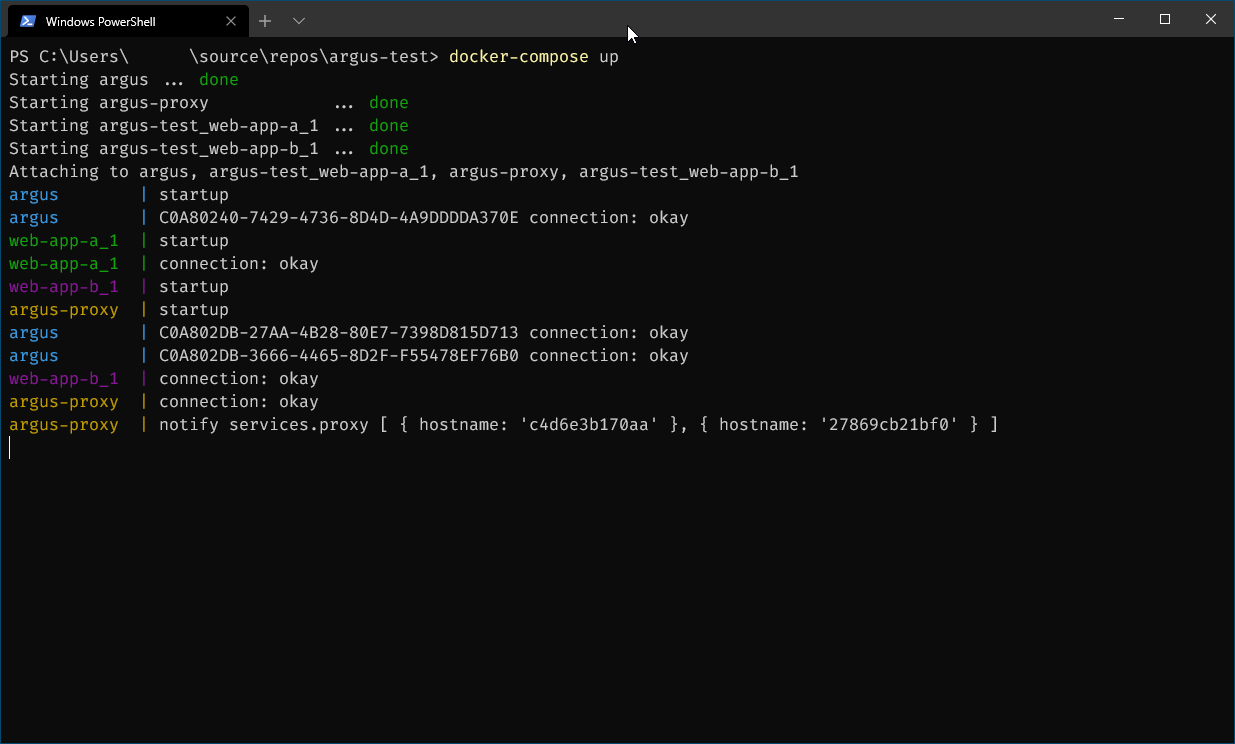 Windows PowerShell
PS C:\Users\      \source\repos\argus-test> docker-compose up
Starting argus ... done
Starting argus-proxy            ... done
Starting argus-test_web-app-a_1 ... done
Starting argus-test_web-app-b_1 ... done
Attaching to argus, argus-test_web-app-a_1, argus-proxy, argus-test_web-app-b_1
argus        | startup
argus        | C0A80240-7429-4736-8D4D-4A9DDDDA370E connection: okay
web-app-a_1  | startup
web-app-a_1  | connection: okay
web-app-b_1  | startup
argus-proxy  | startup
argus        | C0A802DB-27AA-4B28-80E7-7398D815D713 connection: okay
argus        | C0A802DB-3666-4465-8D2F-F55478EF76B0 connection: okay
web-app-b_1  | connection: okay
argus-proxy  | connection: okay
argus-proxy  | notify services.proxy [ { hostname: 'c4d6e3b170aa' }, { hostname: '27869cb21bf0' } ]